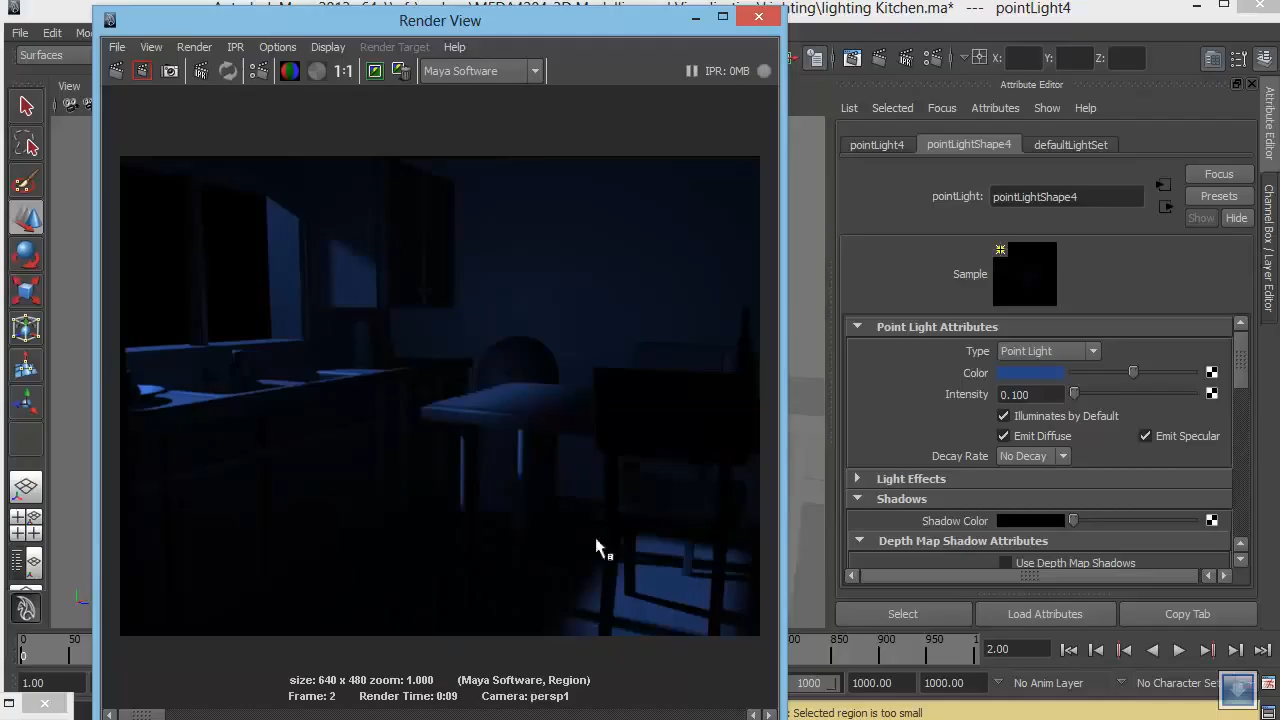 Render View
lighting Kitchen.ma* --- pointLight4
File Edit
Surfaces
View
File View Render IPR Options Display Render Target Help
1:1
Maya Software
IPR: 0MB
X: Y: Z:
Attribute Editor
List Selected Focus Attributes Show Help
pointLight4 pointLightShape4 defaultLightSet
Focus
pointLight: pointLightShape4
Presets
Show Hide
Sample
Point Light Attributes
Type Point Light
Color
Intensity 0.100
Illuminates by Default
Emit Diffuse Emit Specular
Decay Rate No Decay
Light Effects
Shadows
Shadow Color
Depth Map Shadow Attributes
Use Depth Map Shadows
Select Load Attributes Copy Tab
Attribute Editor
Channel Box / Layer Editor
size: 640 x 480 zoom: 1.000 (Maya Software, Region)
Frame: 2 Render Time: 0:09 Camera: persp1
0 50
0
850 900 950 1
2.00
1.00
1000 1000.00 1000.00 No Anim Layer No Character Set
: Selected region is too small